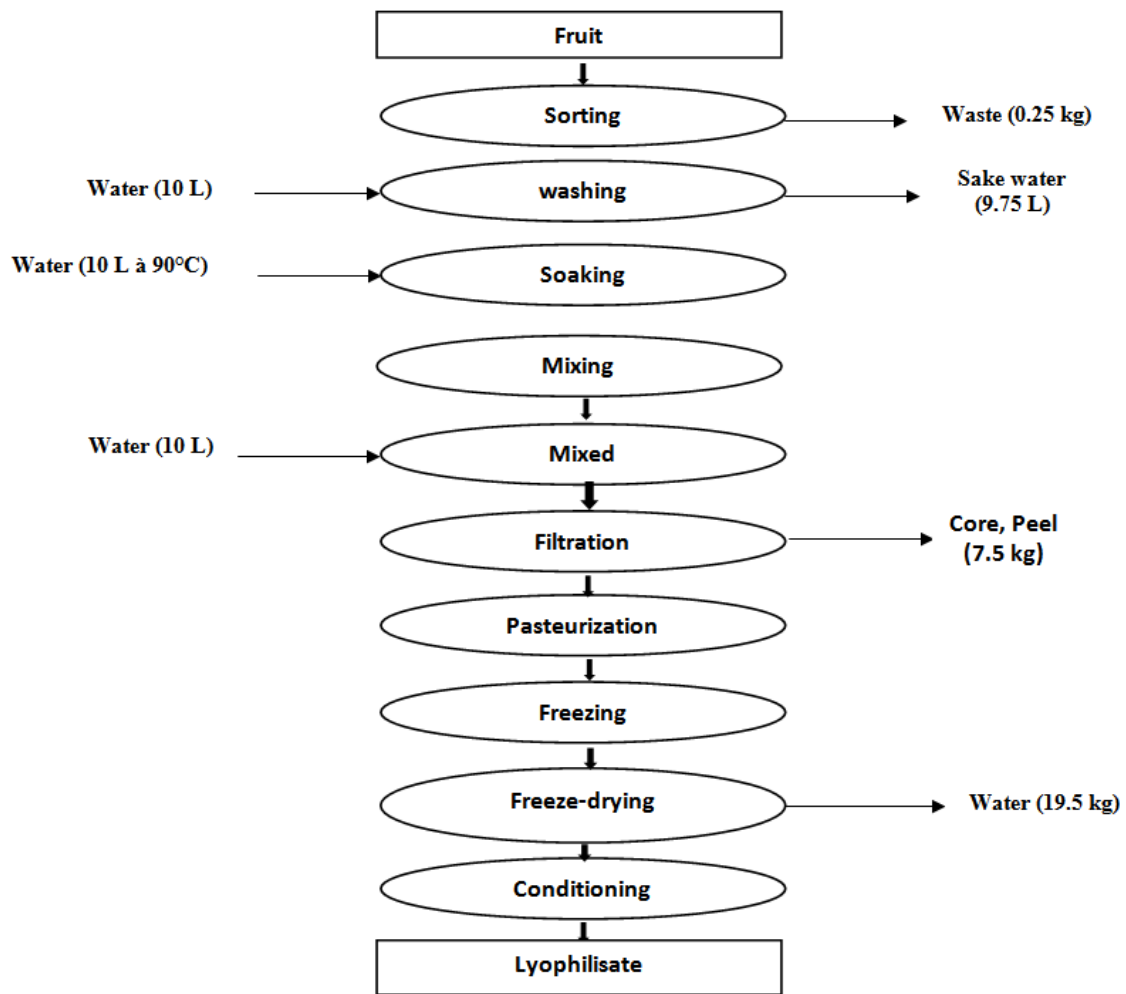 Fruit
Sorting
Waste (0.25 kg)
Water (10 L)
washing
Sake water
(9.75 L)
Water (10 L à 90°C)
Soaking
Mixing
Water (10 L)
Mixed
Filtration
Core, Peel
(7.5 kg)
Pasteurization
Freezing
Freeze-drying
Water (19.5 kg)
Conditioning
Lyophilisate